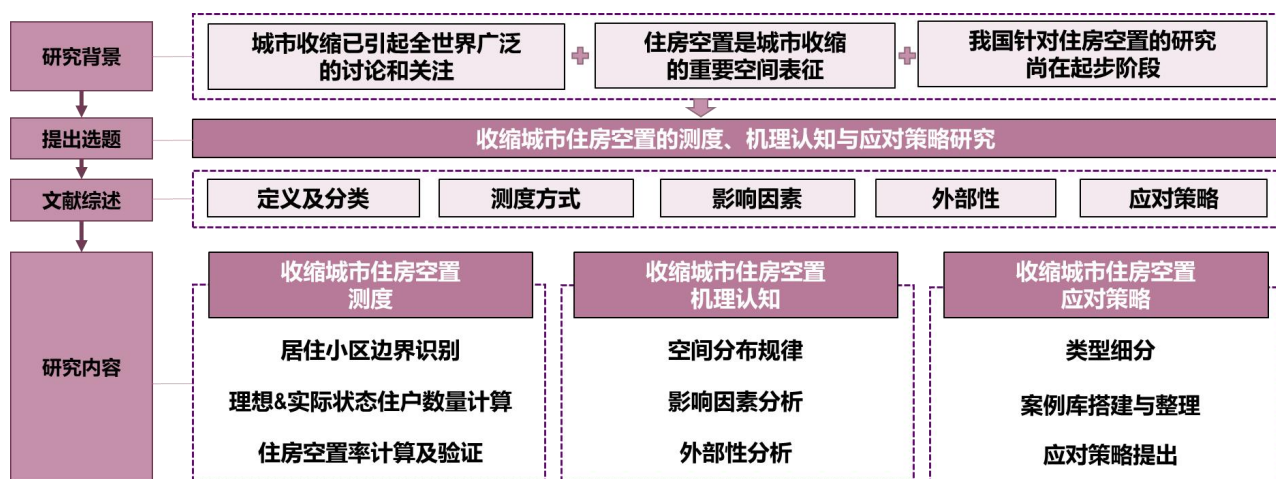 研究背景
城市收缩已引起全世界广泛
的讨论和关注
住房空置是城市收缩
的重要空间表征
我国针对住房空置的研究
尚在起步阶段
提出选题
收缩城市住房空置的测度、机理认知与应对策略研究
文献综述
定义及分类
测度方式
影响因素
外部性
应对策略
研究内容
收缩城市住房空置
测度
居住小区边界识别
理想&实际状态住户数量计算
住房空置率计算及验证
收缩城市住房空置
机理认知
空间分布规律
影响因素分析
外部性分析
收缩城市住房空置
应对策略
类型细分
案例库搭建与整理
应对策略提出